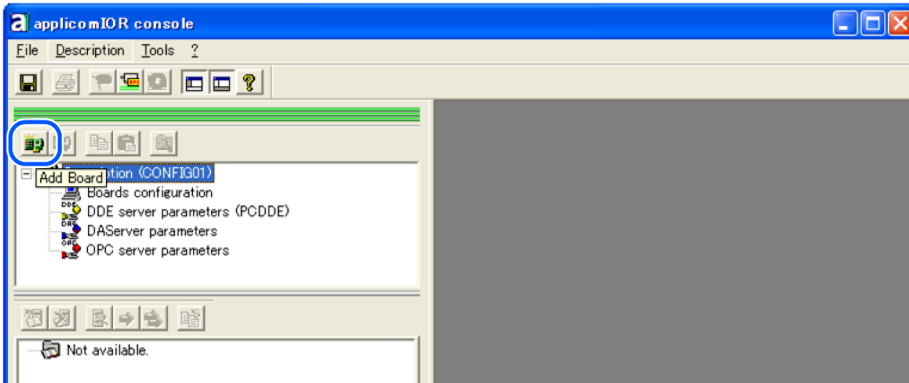 applicomIOR console
File Description Tools ?
Add Board
ption (CONFIG01)
Boards configuration
DDE server parameters (PCDDE)
DAServer parameters
OPC server parameters
Not available.